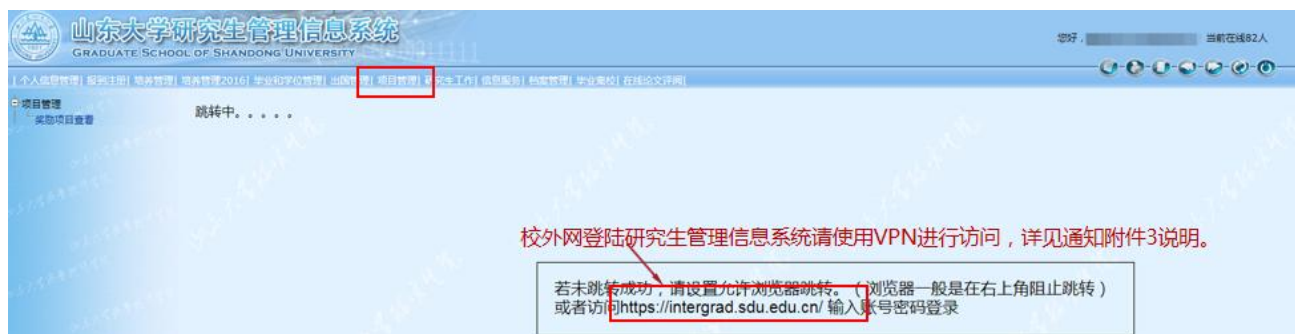 山东大学研究生管理信息系统
GRADUATE SCHOOL OF SHANDONG UNIVERSITY
您好, 当前在线82人
| 个人信息管理| 报到注册| 培养管理| 培养管理2016| 毕业和学位管理| 出国管理| 项目管理| 研究生工作| 信息服务| 档案管理| 毕业离校| 在线论文评阅|
项目管理
奖助项目查看
跳转中。。。。。
校外网登陆研究生管理信息系统请使用VPN进行访问，详见通知附件3说明。
若未跳转成功，请设置允许浏览器跳转。（浏览器一般是在右上角阻止跳转）
或者访问https://intergrad.sdu.edu.cn/ 输入账号密码登录